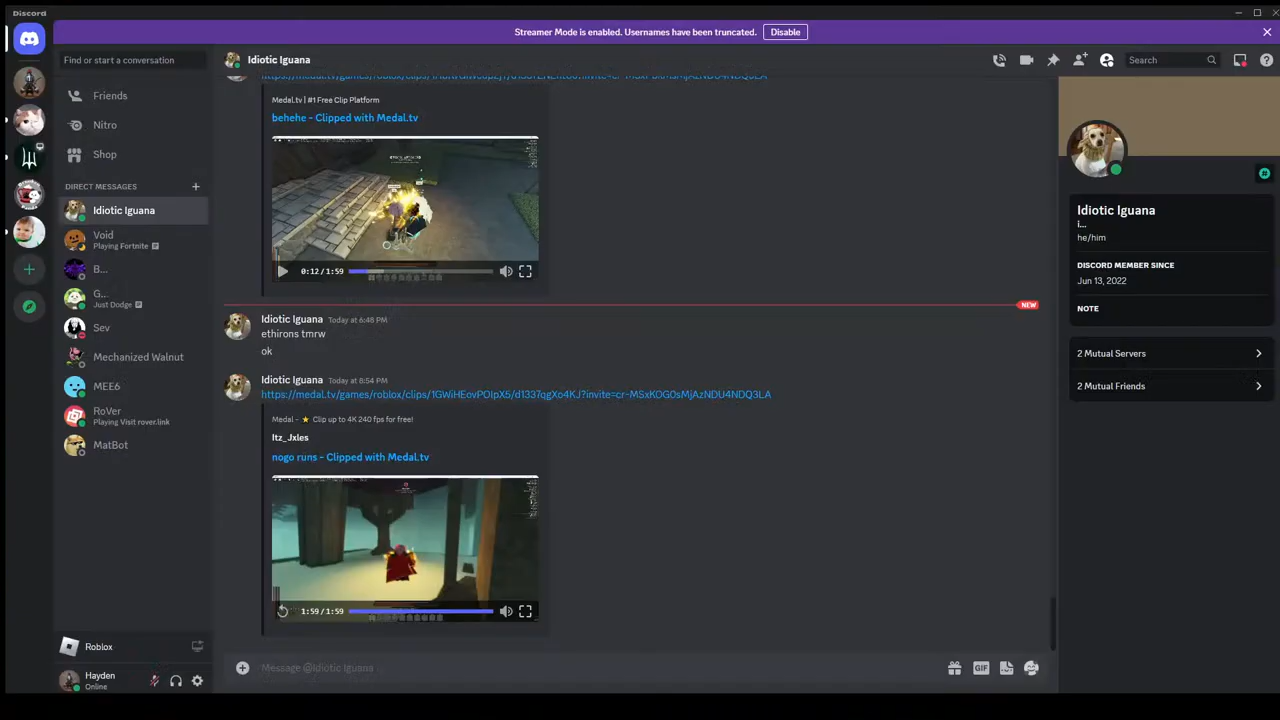 Discord
Streamer Mode is enabled. Usernames have been truncated.
Disable
Find or start a conversation
Idiotic Iguana
Search
Friends
Nitro
Shop
DIRECT MESSAGES
Idiotic Iguana
Void
Playing Fortnite
B...
G...
Just Dodge
Sev
Mechanized Walnut
MEE6
RoVer
Playing Visit rover.link
MatBot
Roblox
Hayden
Online
Medal.tv | #1 Free Clip Platform
behehe - Clipped with Medal.tv
0:12 / 1:59
NEW
Idiotic Iguana Today at 6:48 PM
ethirons tmrw
ok
Idiotic Iguana Today at 8:54 PM
https://medal.tv/games/roblox/clips/1GWiHEovPOIpX5/d1337qgXo4KJ?invite=cr-MSxKOG0sMjAzNDU4NDQ3LA
Medal - ⭐ Clip up to 4K 240 fps for free!
Itz_Jxles
nogo runs - Clipped with Medal.tv
1:59 / 1:59
Message @Idiotic Iguana
GIF
Idiotic Iguana
i...
he/him
DISCORD MEMBER SINCE
Jun 13, 2022
NOTE
2 Mutual Servers
2 Mutual Friends